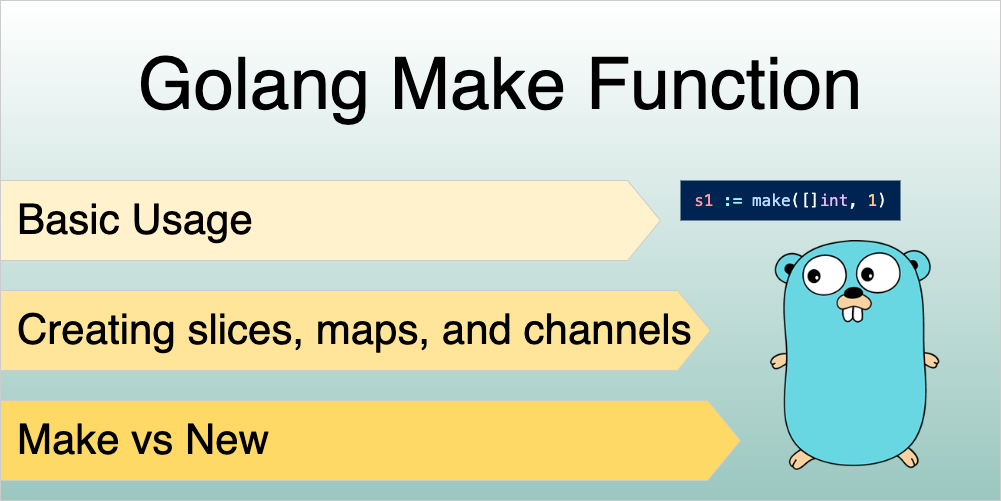 Golang Make Function
Basic Usage
s1 := make([]int, 1)
Creating slices, maps, and channels
Make vs New